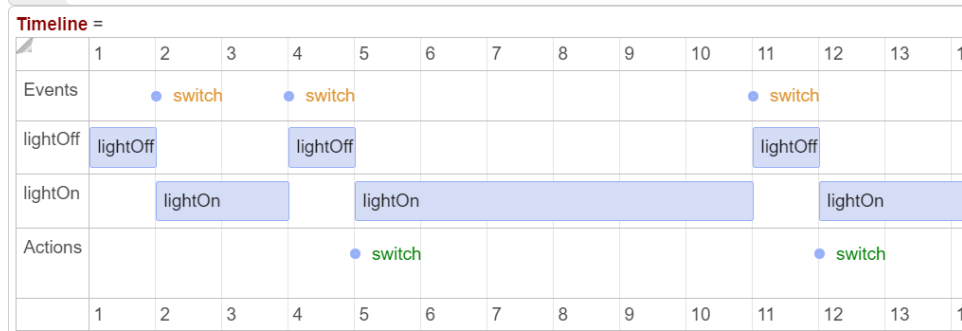 Timeline =
1 2 3 4 5 6 7 8 9 10 11 12 13 1
Events switch switch switch
lightOff lightOff lightOff lightOff
lightOn lightOn lightOn lightOn
Actions switch switch
1 2 3 4 5 6 7 8 9 10 11 12 13 1